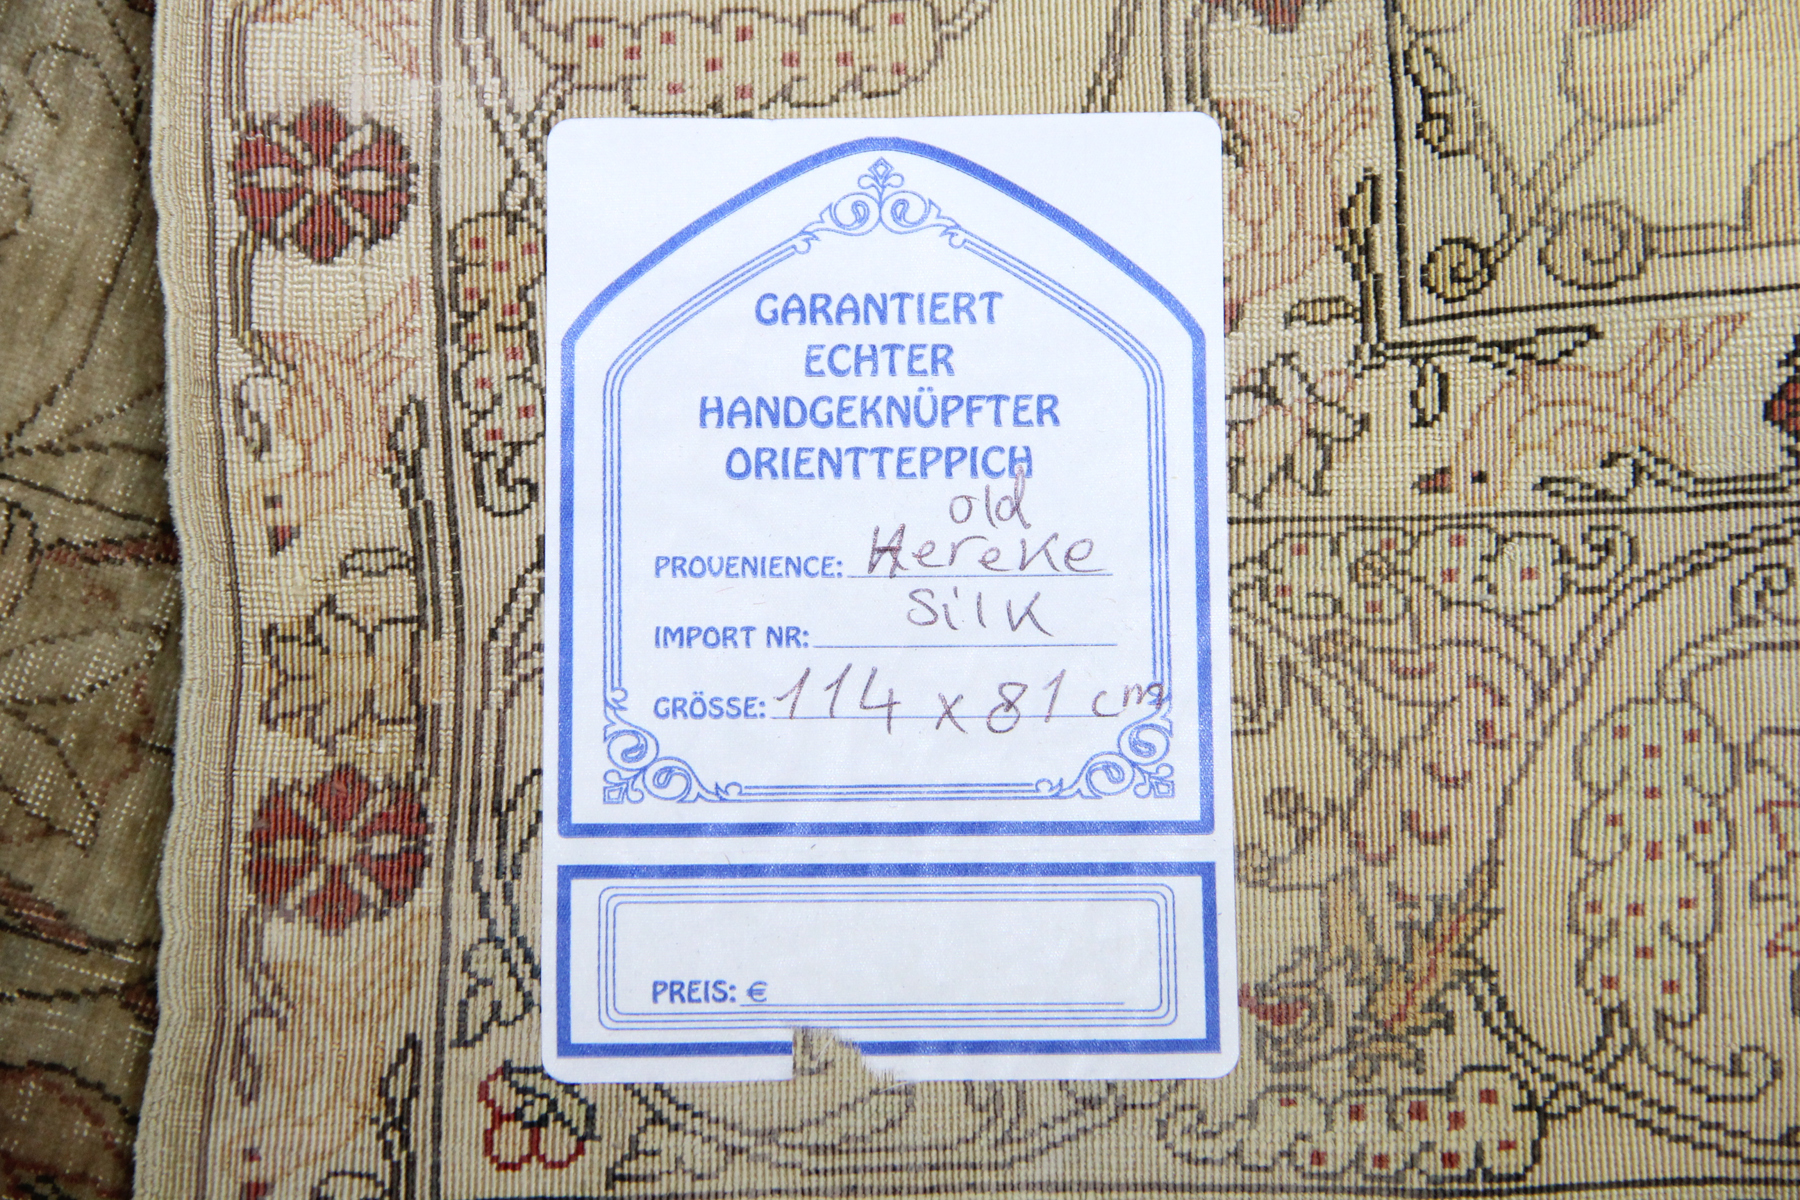 GARANTIERT
ECHTER
HANDGEKNÜPFTER
ORIENTTEPPICH
old
PROVENIENCE: Hereke
Silk
IMPORT NR:
GRÖSSE: 114 x 81 cm
PREIS: €